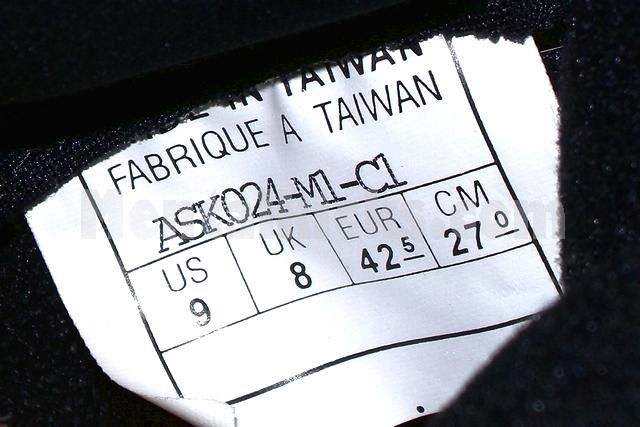 IN TAIWAN
FABRIQUE A TAIWAN
ASK024-M1-C1
US UK EUR CM
9 8 42⁵ 27⁰